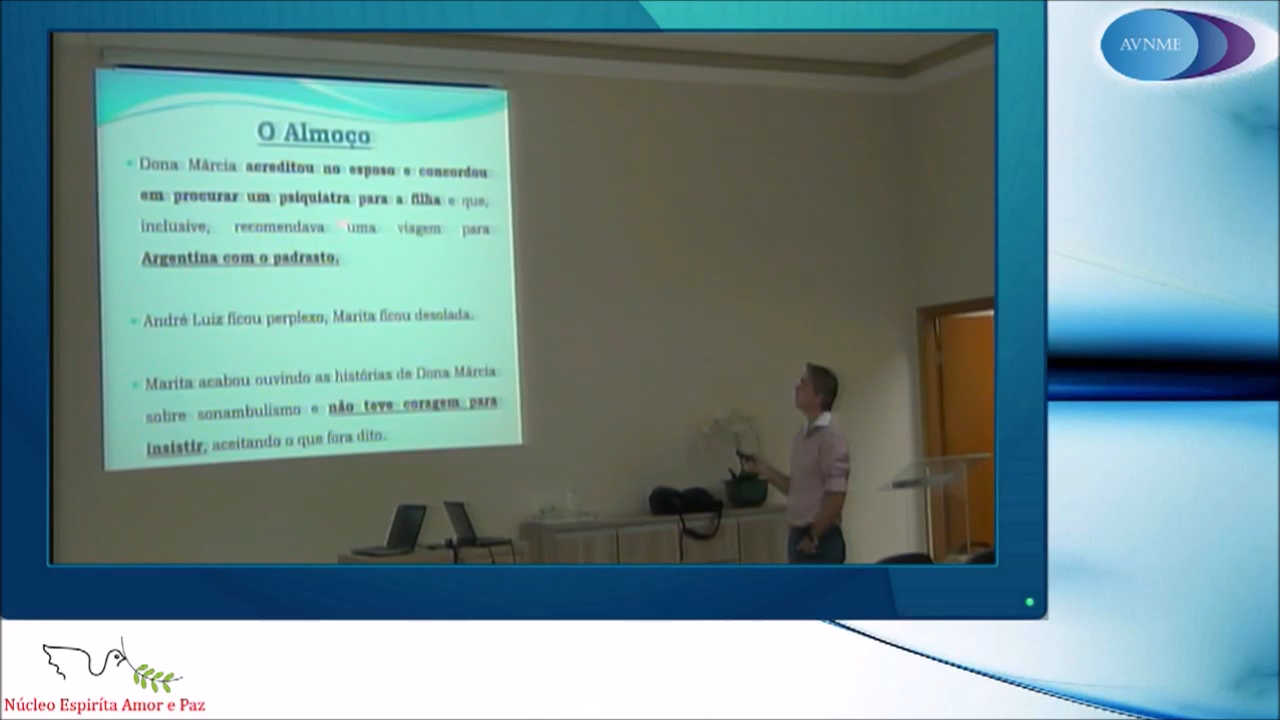 AVNME
O Almoço
Dona Márcia acreditou no esposo e concordou
em procurar um psiquiatra para a filha e que,
inclusive, recomendava uma viagem para
Argentina com o padrasto.
André Luiz ficou perplexo, Marita ficou desolada.
Marita acabou ouvindo as histórias de Dona Márcia
sobre sonambulismo e não teve coragem para
insistir, aceitando o que fora dito.
Núcleo Espiríta Amor e Paz